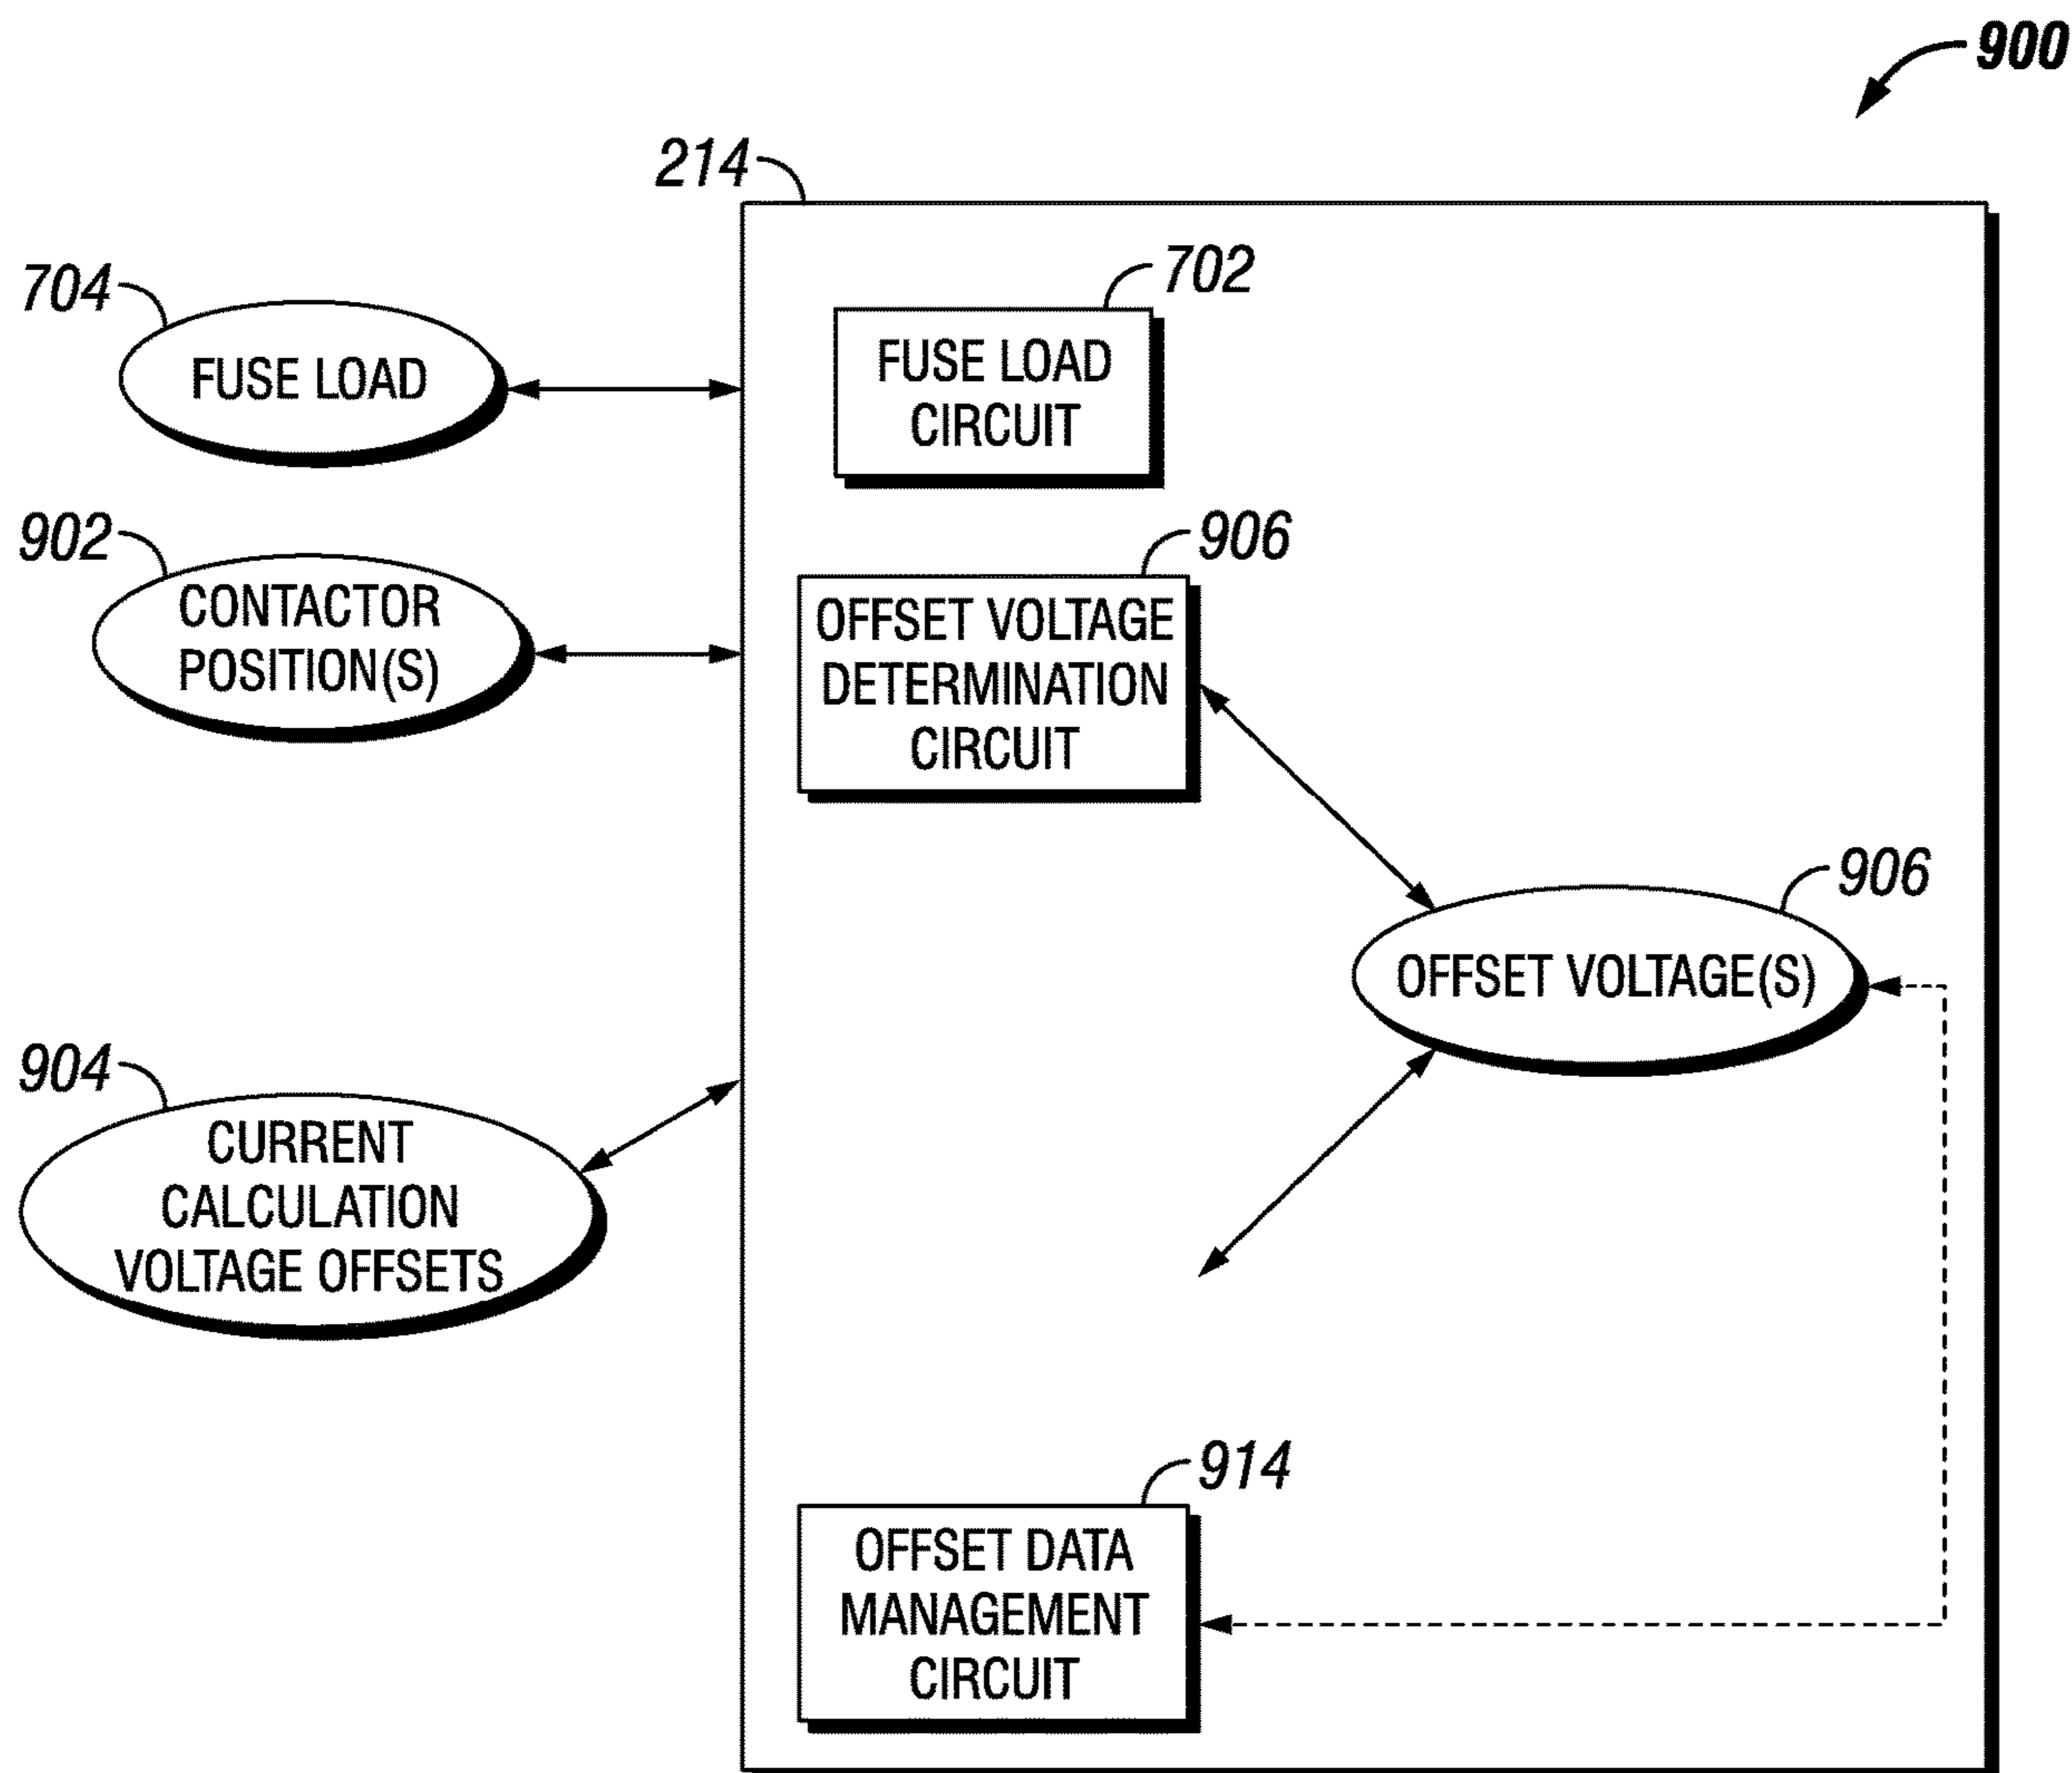 900
214
702
704
FUSE LOAD
FUSE LOAD
CIRCUIT
902
CONTACTOR
POSITION(S)
906
OFFSET VOLTAGE
DETERMINATION
CIRCUIT
906
OFFSET VOLTAGE(S)
904
CURRENT
CALCULATION
VOLTAGE OFFSETS
914
OFFSET DATA
MANAGEMENT
CIRCUIT